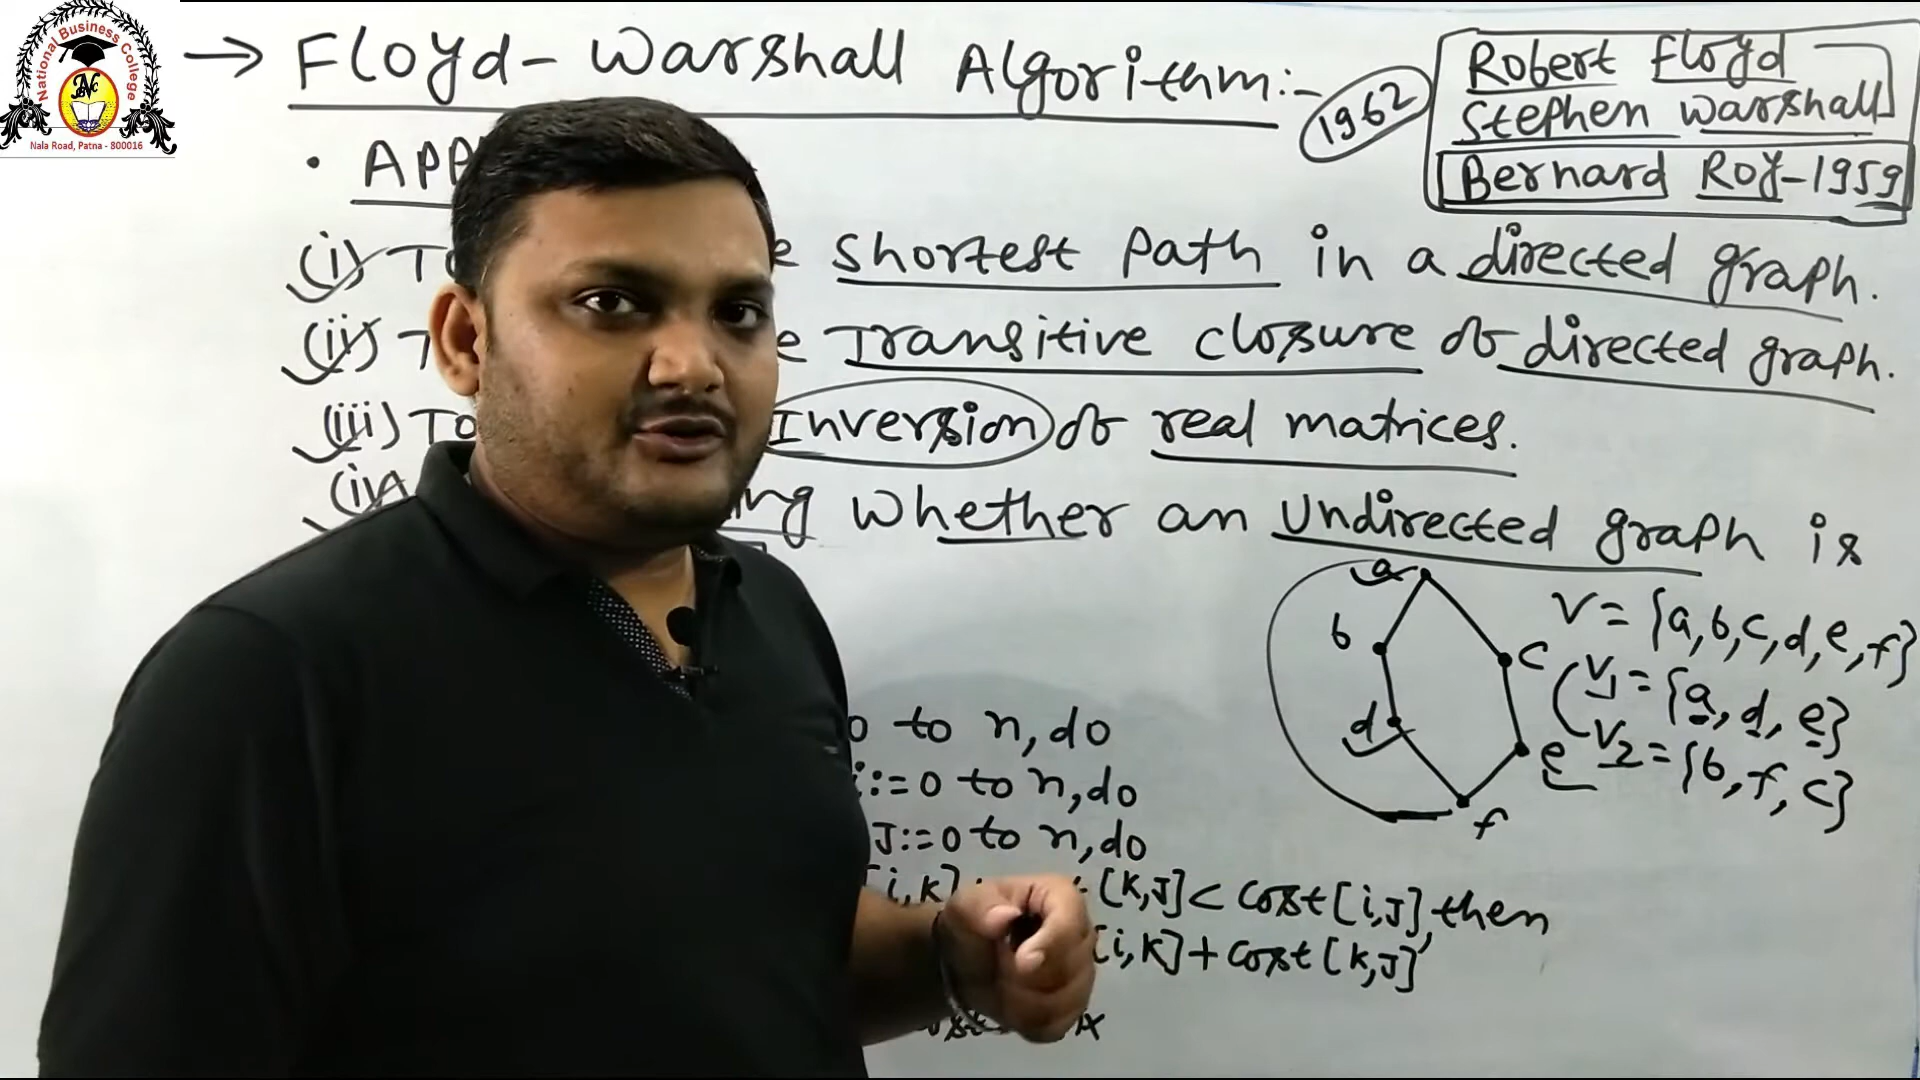 National Business College
NBC
Nala Road, Patna - 800016
→ Floyd-Warshall Algorithm:-
1962
Robert Floyd
Stephen Warshall
Bernard Roy-1959
• APP
(i) To shortest path in a directed graph.
(ii) Transitive closure of directed graph.
(iii) To Inversion of real matrices.
(iv) whether an undirected graph is
a
b
c
d
e
f
V = {a,b,c,d,e,f}
V1 = {a,d,e}
V2 = {b,f,c}
0 to n,do
i:=0 to n,do
J:=0 to n,do
[i,K] [K,J]< cost[i,J],then
[i,K]+cost[K,J]